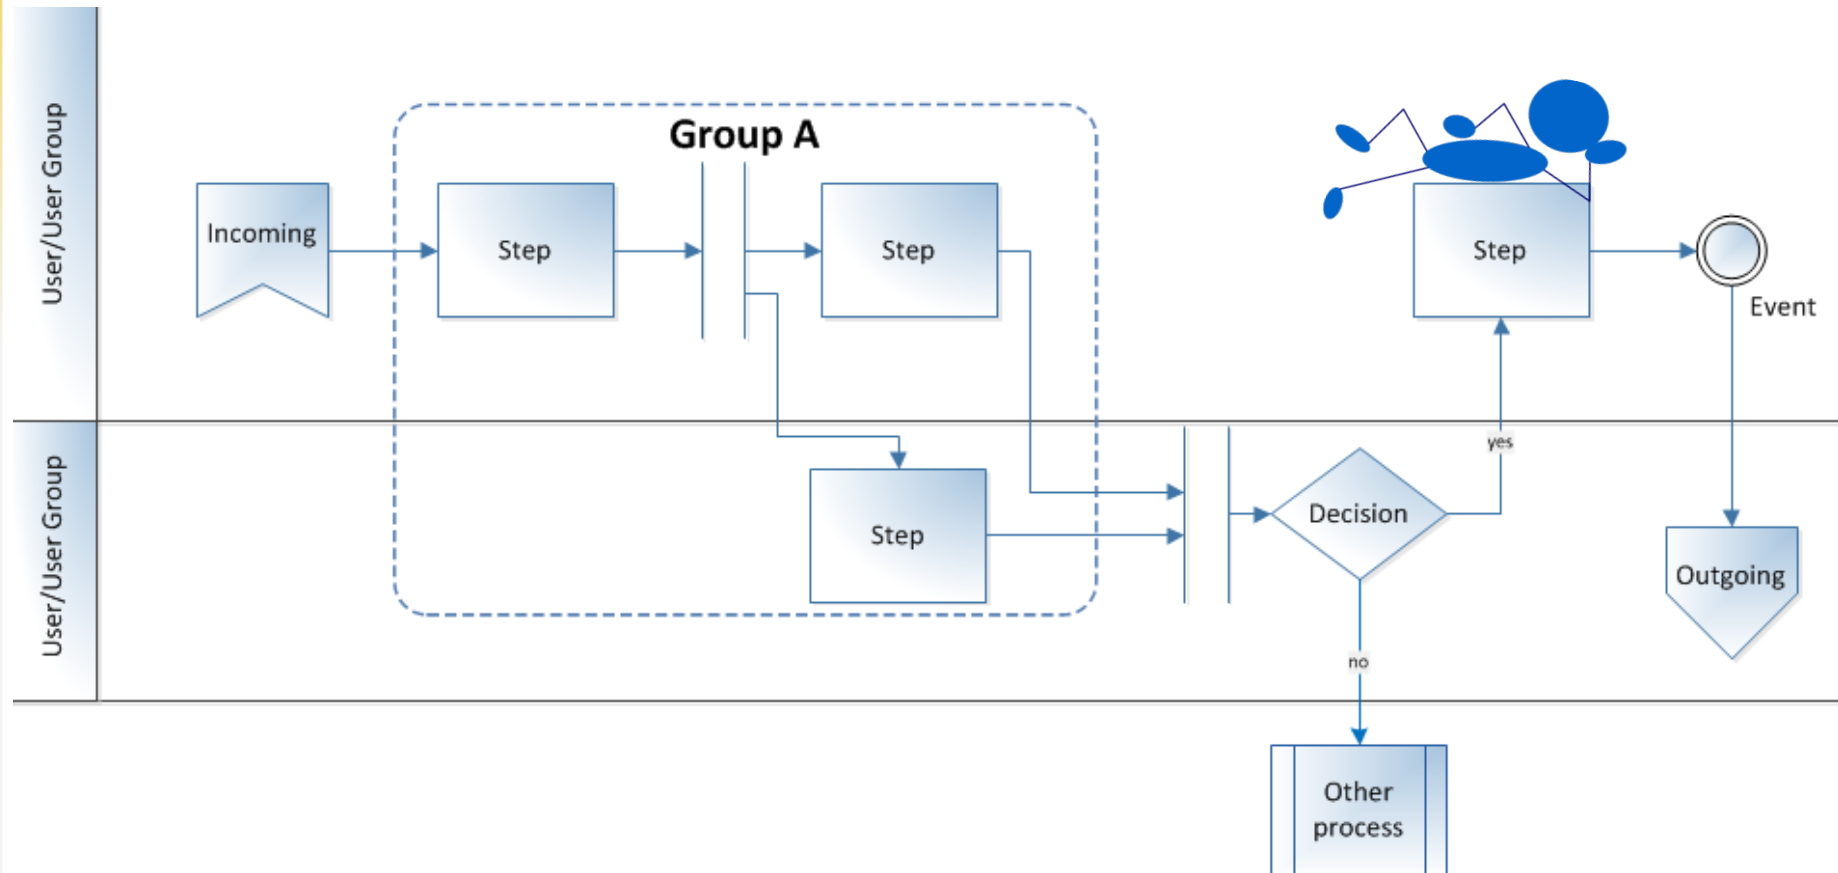 User/User Group
Group A
Incoming
Step
Step
Step
Event
User/User Group
yes
Decision
Step
Outgoing
no
Other
process